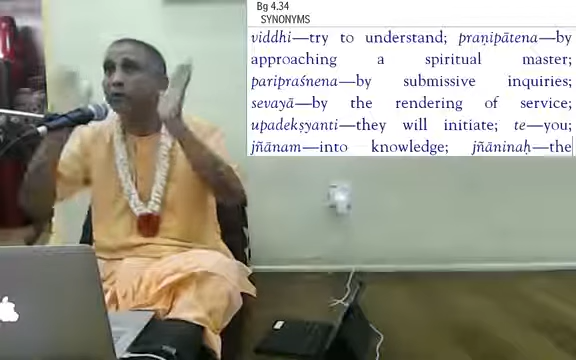 Bg 4.34
SYNONYMS
viddhi—try to understand; praṇipātena—by
approaching a spiritual master;
paripraśnena—by submissive inquiries;
sevayā—by the rendering of service;
upadekṣyanti—they will initiate; te—you;
jñānam—into knowledge; jñāninaḥ—the